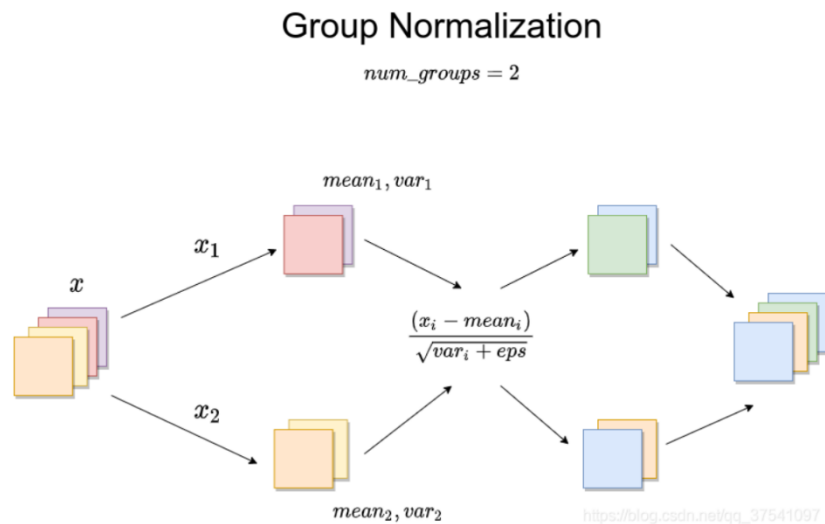 Group Normalization
num_groups = 2
mean₁, var₁
x₁
x
(xᵢ − meanᵢ)
√varᵢ + eps
x₂
mean₂, var₂
https://blog.csdn.net/qq_37541097